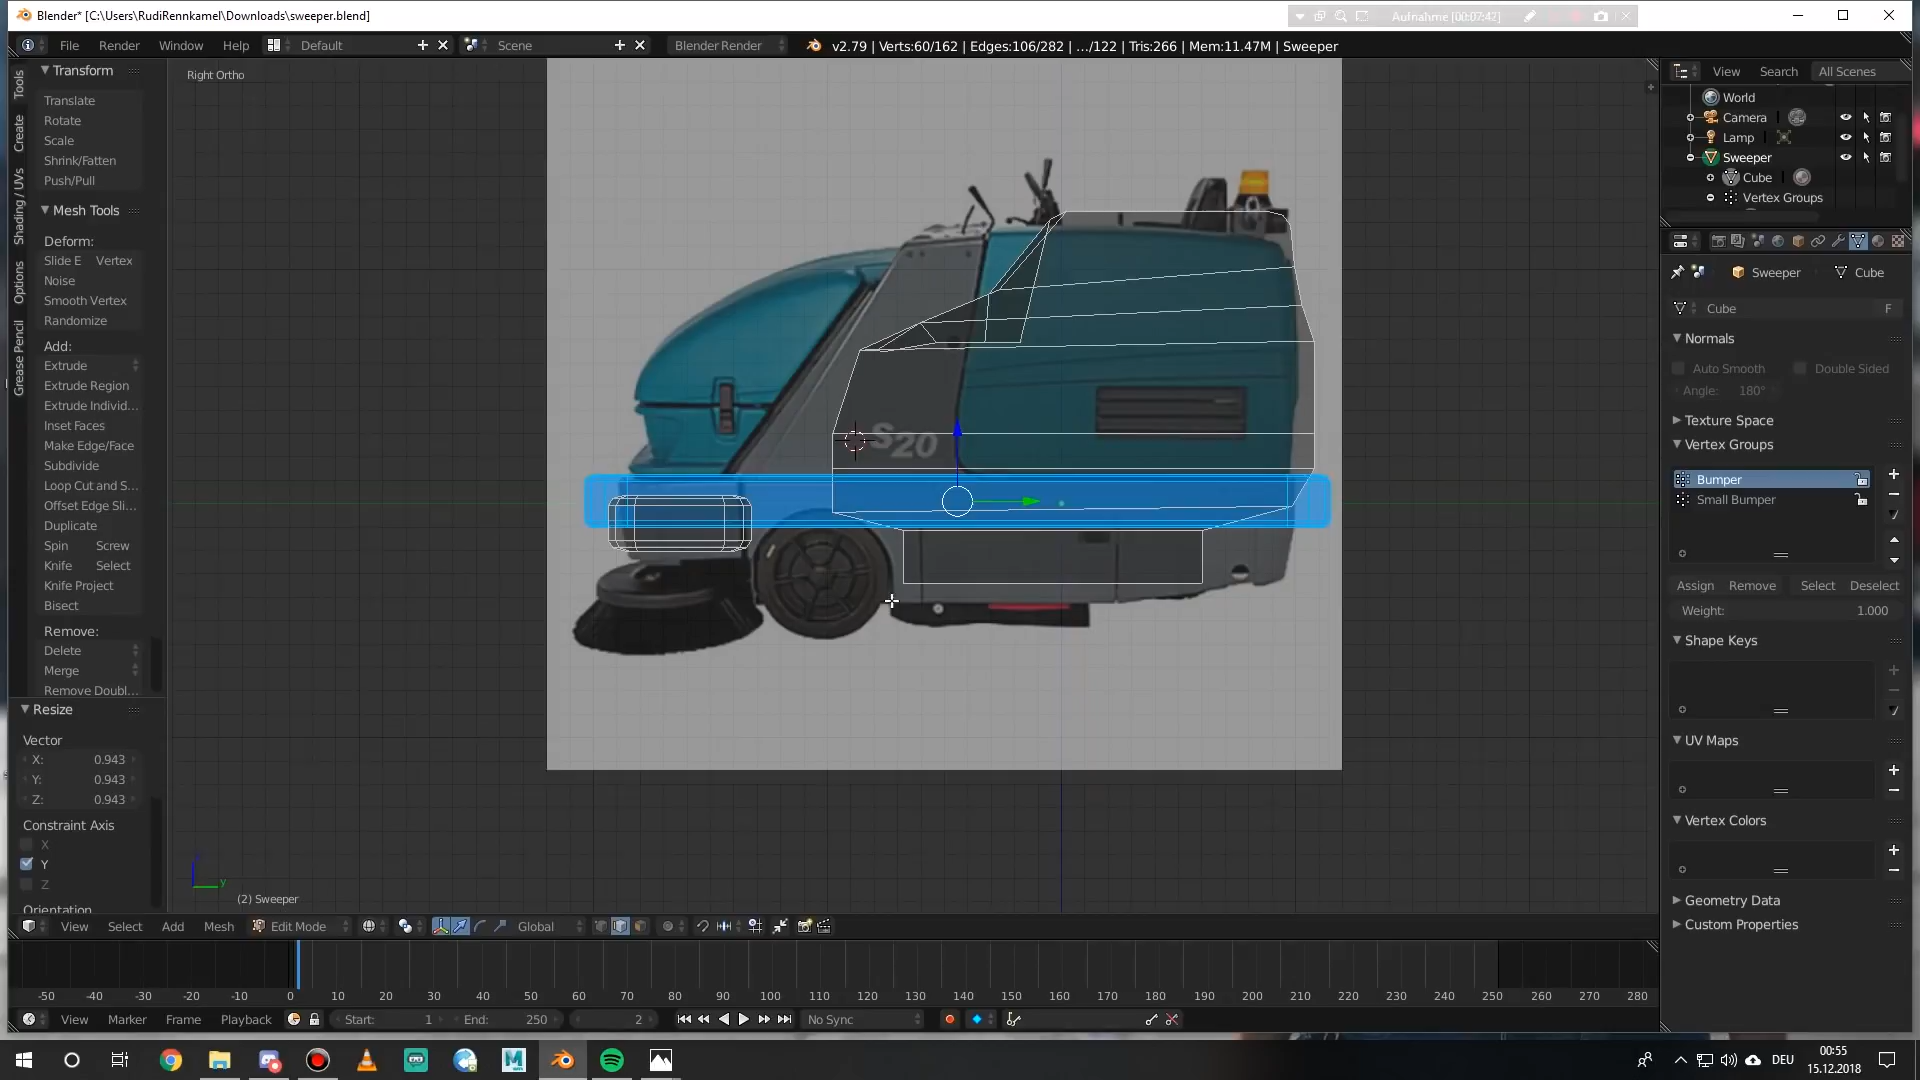 Blender* [C:\Users\RudiRennkamel\Downloads\sweeper.blend]
Aufnahme [00:07:42]
File Render Window Help Default Scene Blender Render v2.79 | Verts:60/162 | Edges:106/282 | .../122 | Tris:266 | Mem:11.47M | Sweeper
Tools
Create
Shading / UVs
Options
Grease Pencil
Transform
Translate
Rotate
Scale
Shrink/Fatten
Push/Pull
Mesh Tools
Deform:
Slide E Vertex
Noise
Smooth Vertex
Randomize
Add:
Extrude
Extrude Region
Extrude Individ...
Inset Faces
Make Edge/Face
Subdivide
Loop Cut and S...
Offset Edge Sli...
Duplicate
Spin Screw
Knife Select
Knife Project
Bisect
Remove:
Delete
Merge
Remove Doubl...
Resize
Vector
X: 0.943
Y: 0.943
Z: 0.943
Constraint Axis
X
Y
Z
Orientation
Right Ortho
S20
y
(2) Sweeper
View Search All Scenes
World
Camera
Lamp
Sweeper
Cube
Vertex Groups
Sweeper Cube
Cube F
Normals
Auto Smooth Double Sided
Angle: 180°
Texture Space
Vertex Groups
Bumper
Small Bumper
Assign Remove Select Deselect
Weight: 1.000
Shape Keys
UV Maps
Vertex Colors
Geometry Data
Custom Properties
View Select Add Mesh Edit Mode Global
-50 -40 -30 -20 -10 0 10 20 30 40 50 60 70 80 90 100 110 120 130 140 150 160 170 180 190 200 210 220 230 240 250 260 270 280
View Marker Frame Playback Start: 1 End: 250 2 No Sync
DEU
00:55
15.12.2018